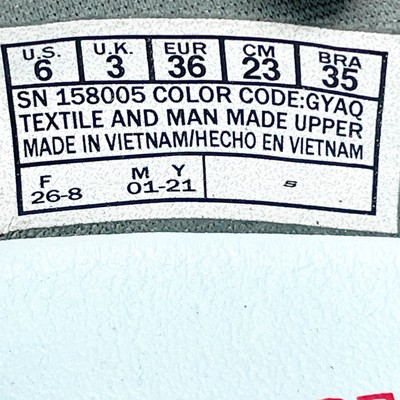 U.S. U.K. EUR CM BRA
6 3 36 23 35
SN 158005 COLOR CODE:GYAQ
TEXTILE AND MAN MADE UPPER
MADE IN VIETNAM/HECHO EN VIETNAM
F M Y
26-8 01-21 S